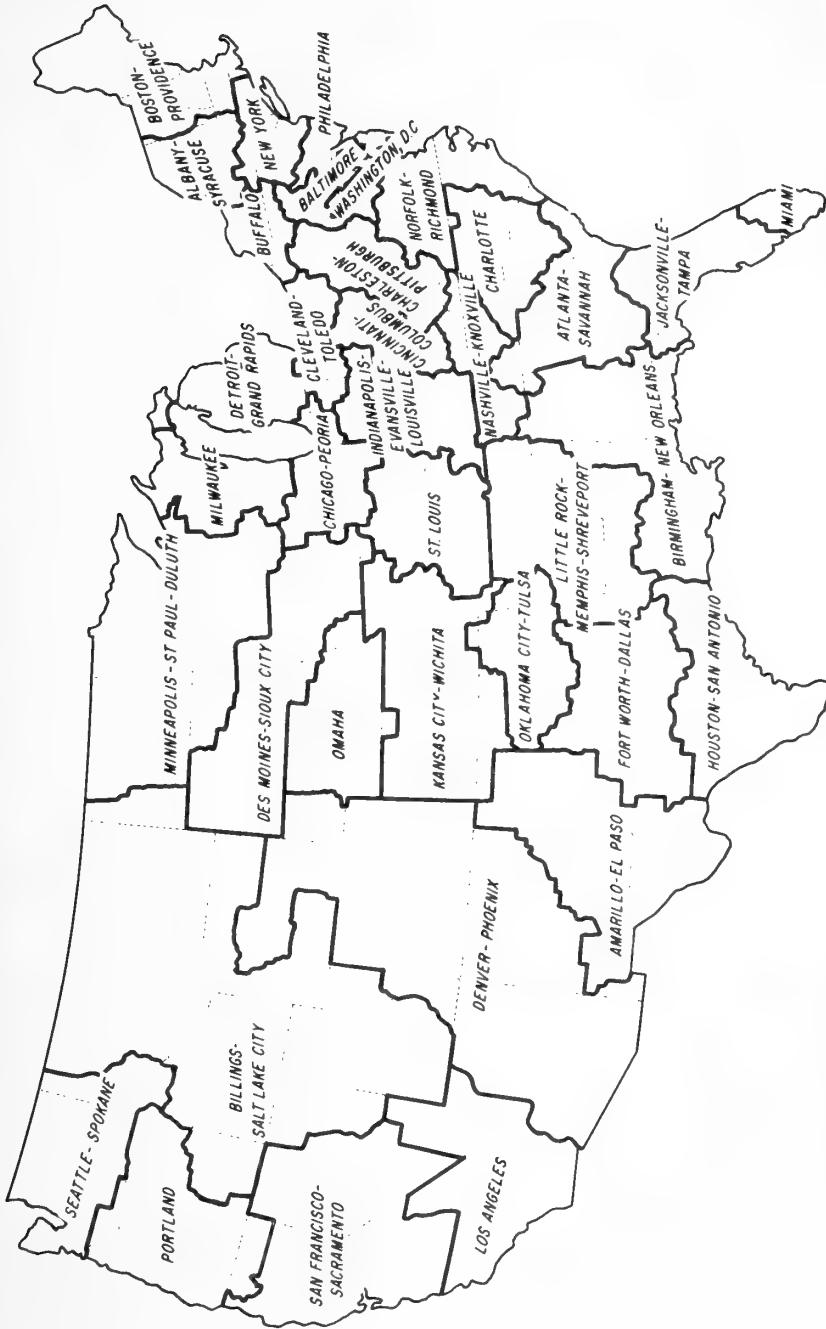 SEATTLE - SPOKANE
PORTLAND
SAN FRANCISCO-
SACRAMENTO
LOS ANGELES
BILLINGS-
SALT LAKE CITY
DENVER - PHOENIX
AMARILLO-EL PASO
MINNEAPOLIS - ST PAUL - DULUTH
DES MOINES-SIOUX CITY
OMAHA
KANSAS CITY-WICHITA
OKLAHOMA CITY-TULSA
FORT WORTH-DALLAS
HOUSTON-SAN ANTONIO
MILWAUKEE
CHICAGO-PEORIA
ST. LOUIS
LITTLE ROCK-
MEMPHIS-SHREVEPORT
BIRMINGHAM- NEW ORLEANS
DETROIT-
GRAND RAPIDS
CLEVELAND-
TOLEDO
INDIANAPOLIS-
EVANSVILLE-
LOUISVILLE
CINCINNATI-
COLUMBUS
CHARLESTON-
PITTSBURGH
NASHVILLE-KNOXVILLE
CHARLOTTE
ATLANTA-
SAVANNAH
JACKSONVILLE-
TAMPA
MIAMI
BUFFALO
ALBANY-
SYRACUSE
BOSTON-
PROVIDENCE
NEW YORK
PHILADELPHIA
BALTIMORE
WASHINGTON, D.C
NORFOLK-
RICHMOND